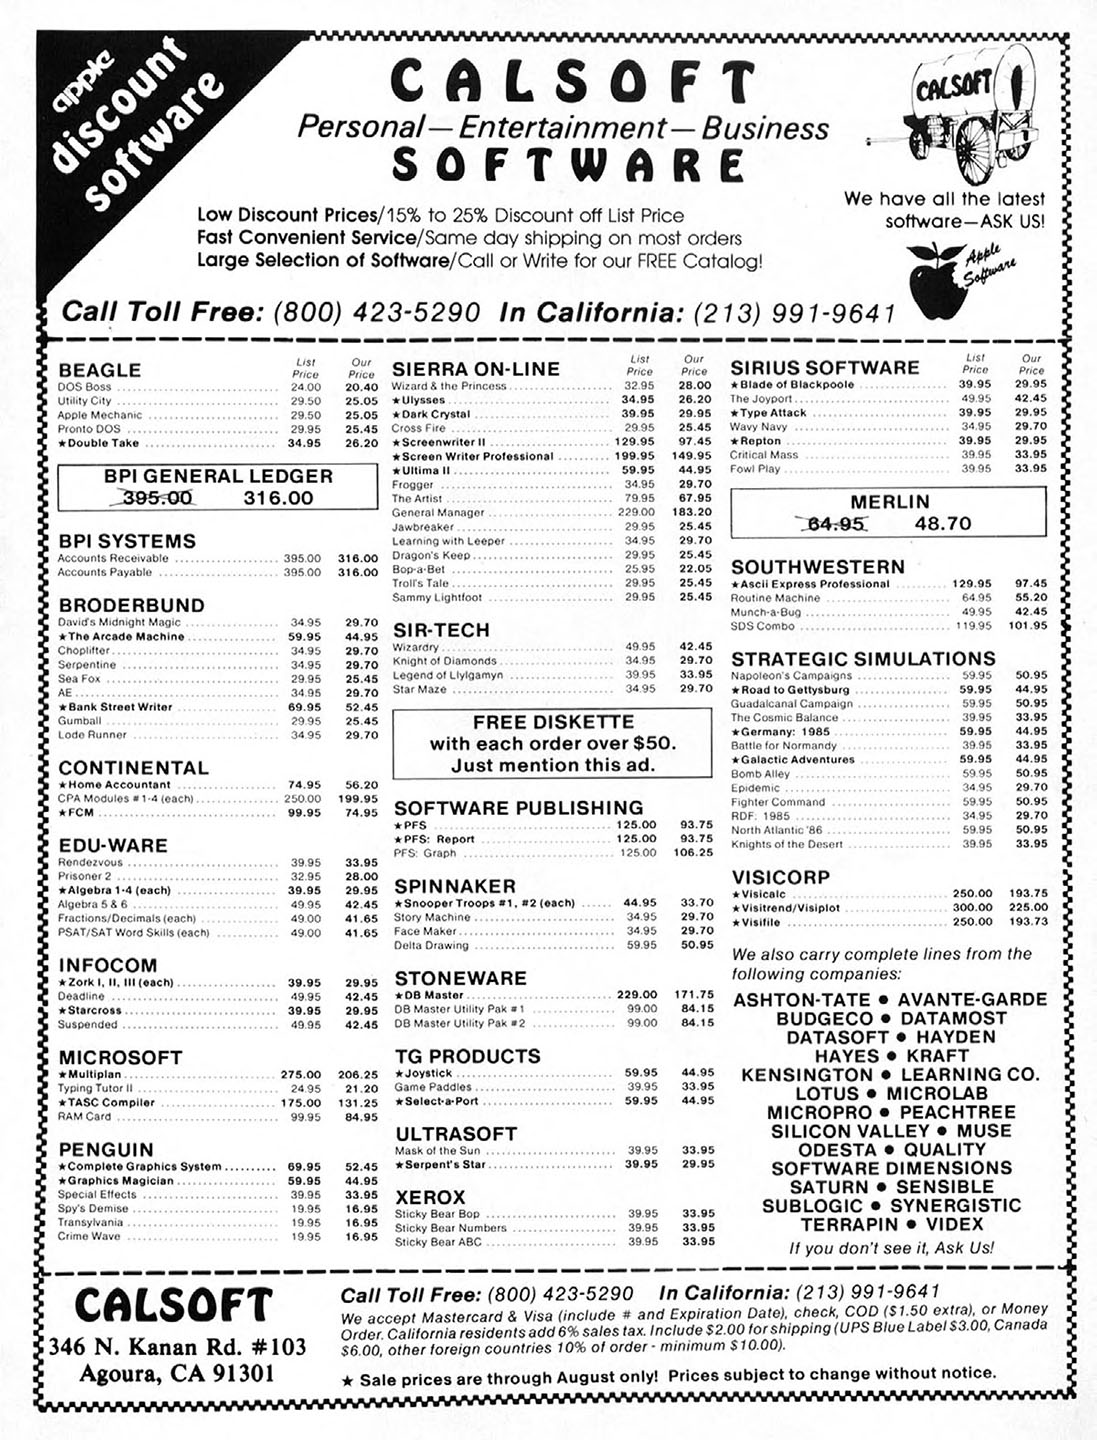 apple
discount
software
CALSOFT
Personal—Entertainment—Business
SOFTWARE
CALSOFT
We have all the latest
software—ASK US!
Apple
Software
Low Discount Prices/15% to 25% Discount off List Price
Fast Convenient Service/Same day shipping on most orders
Large Selection of Software/Call or Write for our FREE Catalog!
Call Toll Free: (800) 423-5290 In California: (213) 991-9641
BEAGLE List Price Our Price
DOS Boss 24.00 20.40
Utility City 29.50 25.05
Apple Mechanic 29.50 25.05
Pronto DOS 29.95 25.45
★Double Take 34.95 26.20
BPI GENERAL LEDGER
395.00 316.00
BPI SYSTEMS
Accounts Receivable 395.00 316.00
Accounts Payable 395.00 316.00
BRODERBUND
David's Midnight Magic 34.95 29.70
★The Arcade Machine 59.95 44.95
Choplifter 34.95 29.70
Serpentine 34.95 29.70
Sea Fox 29.95 25.45
AE 34.95 29.70
★Bank Street Writer 69.95 52.45
Gumball 29.95 25.45
Lode Runner 34.95 29.70
CONTINENTAL
★Home Accountant 74.95 56.20
CPA Modules #1-4 (each) 250.00 199.95
★FCM 99.95 74.95
EDU-WARE
Rendezvous 39.95 33.95
Prisoner 2 32.95 28.00
★Algebra 1-4 (each) 39.95 29.95
Algebra 5 & 6 49.95 42.45
Fractions/Decimals (each) 49.00 41.65
PSAT/SAT Word Skills (each) 49.00 41.65
INFOCOM
★Zork I, II, III (each) 39.95 29.95
Deadline 49.95 42.45
★Starcross 39.95 29.95
Suspended 49.95 42.45
MICROSOFT
★Multiplan 275.00 206.25
Typing Tutor II 24.95 21.20
★TASC Compiler 175.00 131.25
RAM Card 99.95 84.95
PENGUIN
★Complete Graphics System 69.95 52.45
★Graphics Magician 59.95 44.95
Special Effects 39.95 33.95
Spy's Demise 19.95 16.95
Transylvania 19.95 16.95
Crime Wave 19.95 16.95
SIERRA ON-LINE List Price Our Price
Wizard & the Princess 32.95 28.00
★Ulysses 34.95 26.20
★Dark Crystal 39.95 29.95
Cross Fire 29.95 25.45
★Screenwriter II 129.95 97.45
★Screen Writer Professional 199.95 149.95
★Ultima II 59.95 44.95
Frogger 34.95 29.70
The Artist 79.95 67.95
General Manager 229.00 183.20
Jawbreaker 29.95 25.45
Learning with Leeper 34.95 29.70
Dragon's Keep 29.95 25.45
Bop-a-Bet 25.95 22.05
Troll's Tale 29.95 25.45
Sammy Lightfoot 29.95 25.45
SIR-TECH
Wizardry 49.95 42.45
Knight of Diamonds 34.95 29.70
Legend of Llylgamyn 39.95 33.95
Star Maze 34.95 29.70
FREE DISKETTE
with each order over $50.
Just mention this ad.
SOFTWARE PUBLISHING
★PFS 125.00 93.75
★PFS: Report 125.00 93.75
PFS: Graph 125.00 106.25
SPINNAKER
★Snooper Troops #1, #2 (each) 44.95 33.70
Story Machine 34.95 29.70
Face Maker 34.95 29.70
Delta Drawing 59.95 50.95
STONEWARE
★DB Master 229.00 171.75
DB Master Utility Pak #1 99.00 84.15
DB Master Utility Pak #2 99.00 84.15
TG PRODUCTS
★Joystick 59.95 44.95
Game Paddles 39.95 33.95
★Select-a-Port 59.95 44.95
ULTRASOFT
Mask of the Sun 39.95 33.95
★Serpent's Star 39.95 29.95
XEROX
Sticky Bear Bop 39.95 33.95
Sticky Bear Numbers 39.95 33.95
Sticky Bear ABC 39.95 33.95
SIRIUS SOFTWARE List Price Our Price
★Blade of Blackpoole 39.95 29.95
The Joyport 49.95 42.45
★Type Attack 39.95 29.95
Wavy Navy 34.95 29.70
★Repton 39.95 29.95
Critical Mass 39.95 33.95
Fowl Play 39.95 33.95
MERLIN
64.95 48.70
SOUTHWESTERN
★Ascii Express Professional 129.95 97.45
Routine Machine 64.95 55.20
Munch-a-Bug 49.95 42.45
SDS Combo 119.95 101.95
STRATEGIC SIMULATIONS
Napoleon's Campaigns 59.95 50.95
★Road to Gettysburg 59.95 44.95
Guadalcanal Campaign 59.95 50.95
The Cosmic Balance 39.95 33.95
★Germany: 1985 59.95 44.95
Battle for Normandy 39.95 33.95
★Galactic Adventures 59.95 44.95
Bomb Alley 59.95 50.95
Epidemic 34.95 29.70
Fighter Command 59.95 50.95
RDF: 1985 34.95 29.70
North Atlantic '86 59.95 50.95
Knights of the Desert 39.95 33.95
VISICORP
★Visicalc 250.00 193.75
★Visitrend/Visiplot 300.00 225.00
★Visifile 250.00 193.73
We also carry complete lines from the
following companies:
ASHTON-TATE ● AVANTE-GARDE
BUDGECO ● DATAMOST
DATASOFT ● HAYDEN
HAYES ● KRAFT
KENSINGTON ● LEARNING CO.
LOTUS ● MICROLAB
MICROPRO ● PEACHTREE
SILICON VALLEY ● MUSE
ODESTA ● QUALITY
SOFTWARE DIMENSIONS
SATURN ● SENSIBLE
SUBLOGIC ● SYNERGISTIC
TERRAPIN ● VIDEX
If you don't see it, Ask Us!
CALSOFT
346 N. Kanan Rd. #103
Agoura, CA 91301
Call Toll Free: (800) 423-5290 In California: (213) 991-9641
We accept Mastercard & Visa (include # and Expiration Date), check, COD ($1.50 extra), or Money
Order. California residents add 6% sales tax. Include $2.00 for shipping (UPS Blue Label $3.00, Canada
$6.00, other foreign countries 10% of order - minimum $10.00).
★ Sale prices are through August only! Prices subject to change without notice.